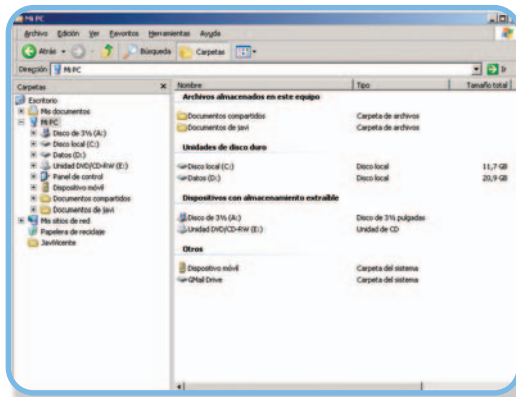 Mi PC
Archivo Edición Ver Favoritos Herramientas Ayuda
Atrás Búsqueda Carpetas
Dirección Mi PC Ir
Carpetas x Nombre Tipo Tamaño total
Escritorio
Mis documentos
Mi PC
Disco de 3½ (A:)
Disco local (C:)
Datos (D:)
Unidad DVD/CD-RW (E:)
Panel de control
Dispositivo móvil
Documentos compartidos
Documentos de javi
Mis sitios de red
Papelera de reciclaje
JaviVicente
Archivos almacenados en este equipo
Documentos compartidos Carpeta de archivos
Documentos de javi Carpeta de archivos
Unidades de disco duro
Disco local (C:) Disco local 11,7 GB
Datos (D:) Disco local 20,9 GB
Dispositivos con almacenamiento extraíble
Disco de 3½ (A:) Disco de 3½ pulgadas
Unidad DVD/CD-RW (E:) Unidad de CD
Otros
Dispositivo móvil Carpeta del sistema
GMail Drive Carpeta del sistema